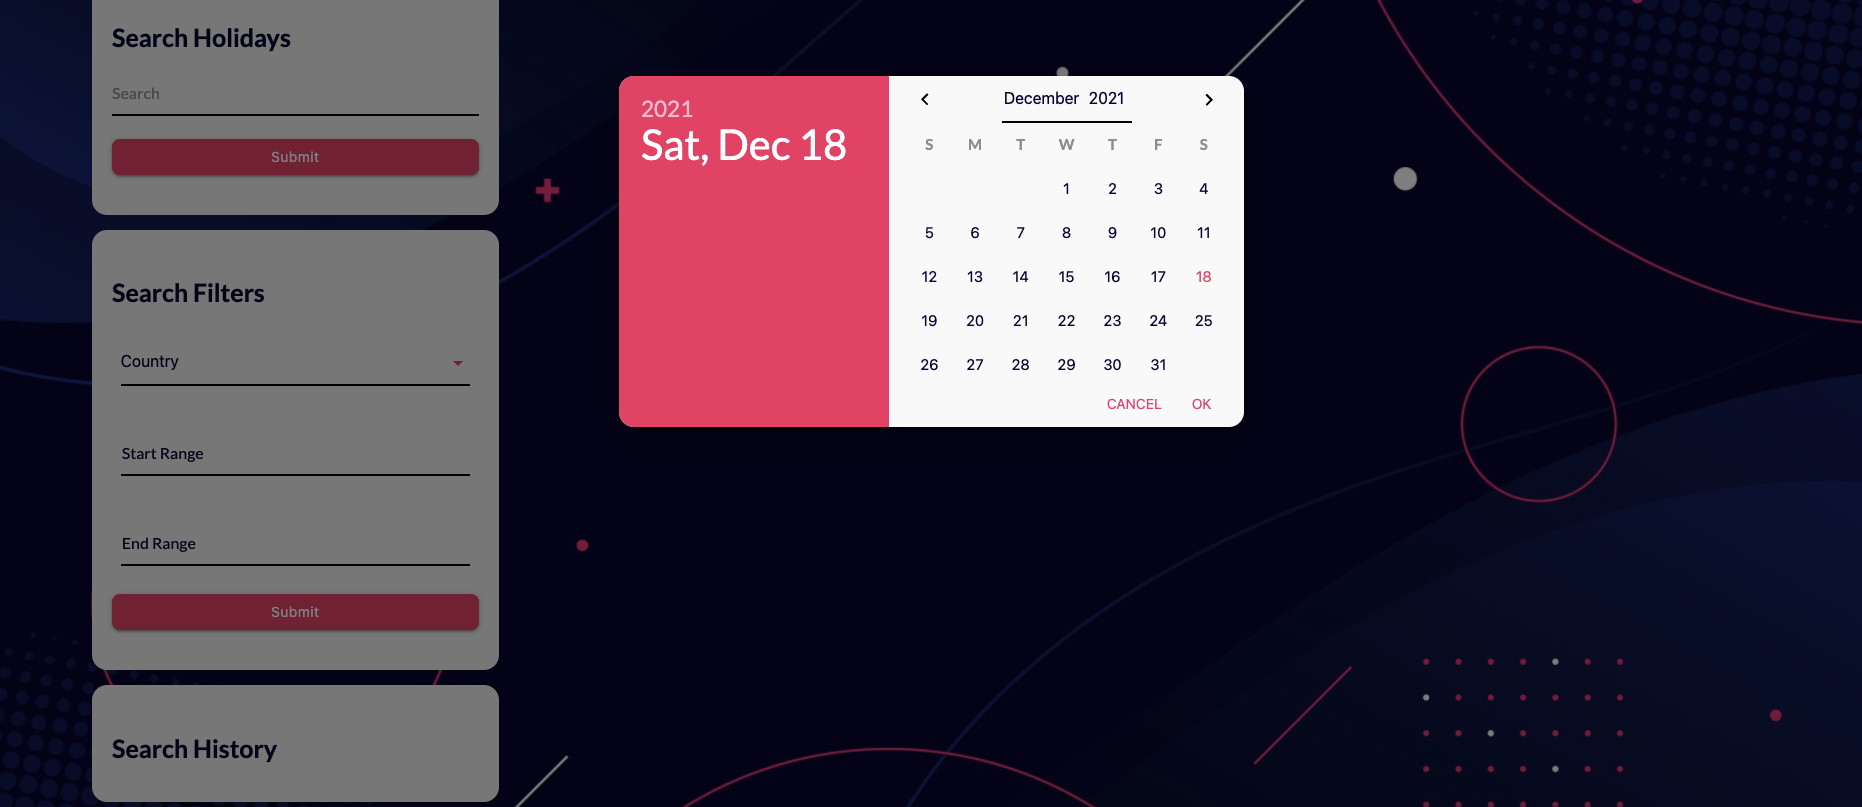 Search Holidays
Search
Submit
Search Filters
Country
Start Range
End Range
Submit
Search History
2021
Sat, Dec 18
December 2021
S M T W T F S
1 2 3 4
5 6 7 8 9 10 11
12 13 14 15 16 17 18
19 20 21 22 23 24 25
26 27 28 29 30 31
CANCEL OK